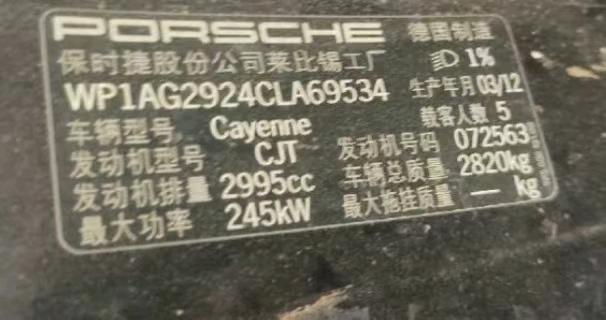 PORSCHE 德国制造
保时捷股份公司莱比锡工厂 1%
WP1AG2924CLA69534 生产年月 03/12
车辆型号 Cayenne 载客人数 5
发动机型号 CJT 发动机号码 072563
发动机排量 2995cc 车辆总质量 2820kg
最大功率 245kW 最大拖挂质量 — kg